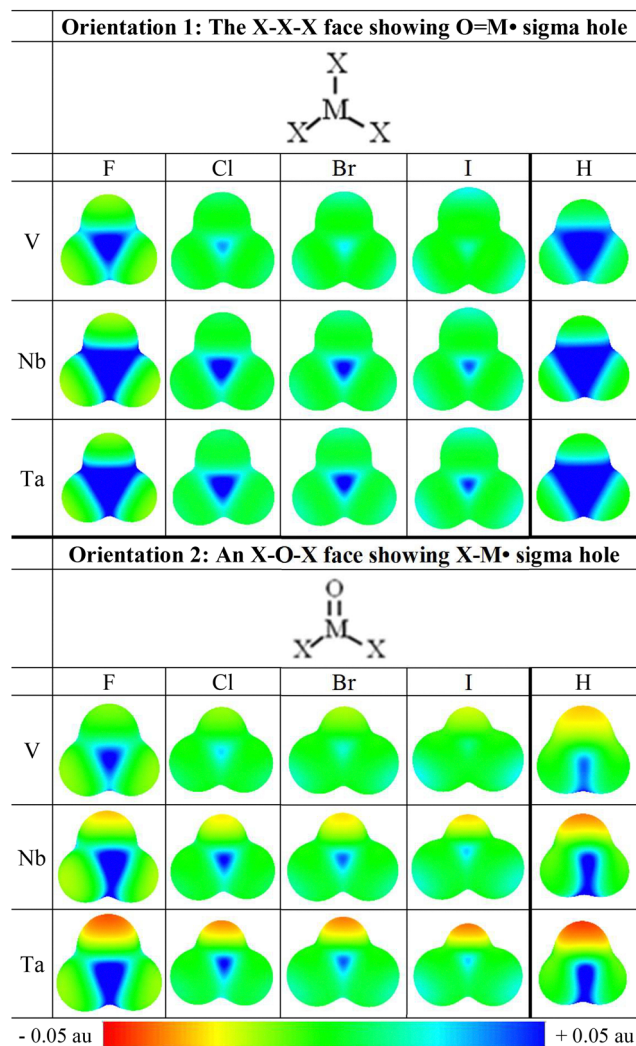 Orientation 1: The X-X-X face showing O=M• sigma hole
X
M
X X
F Cl Br I H
V
Nb
Ta
Orientation 2: An X-O-X face showing X-M• sigma hole
O
M
X X
F Cl Br I H
V
Nb
Ta
- 0.05 au + 0.05 au